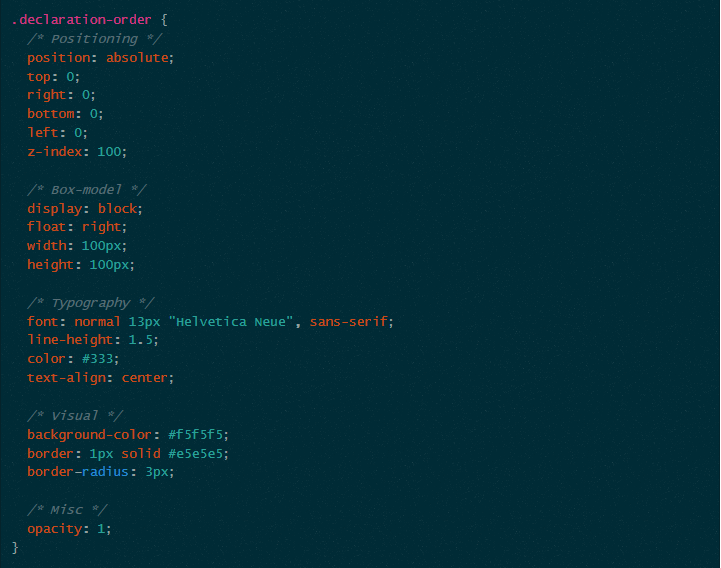 .declaration-order {
  /* Positioning */
  position: absolute;
  top: 0;
  right: 0;
  bottom: 0;
  left: 0;
  z-index: 100;

  /* Box-model */
  display: block;
  float: right;
  width: 100px;
  height: 100px;

  /* Typography */
  font: normal 13px "Helvetica Neue", sans-serif;
  line-height: 1.5;
  color: #333;
  text-align: center;

  /* Visual */
  background-color: #f5f5f5;
  border: 1px solid #e5e5e5;
  border-radius: 3px;

  /* Misc */
  opacity: 1;
}